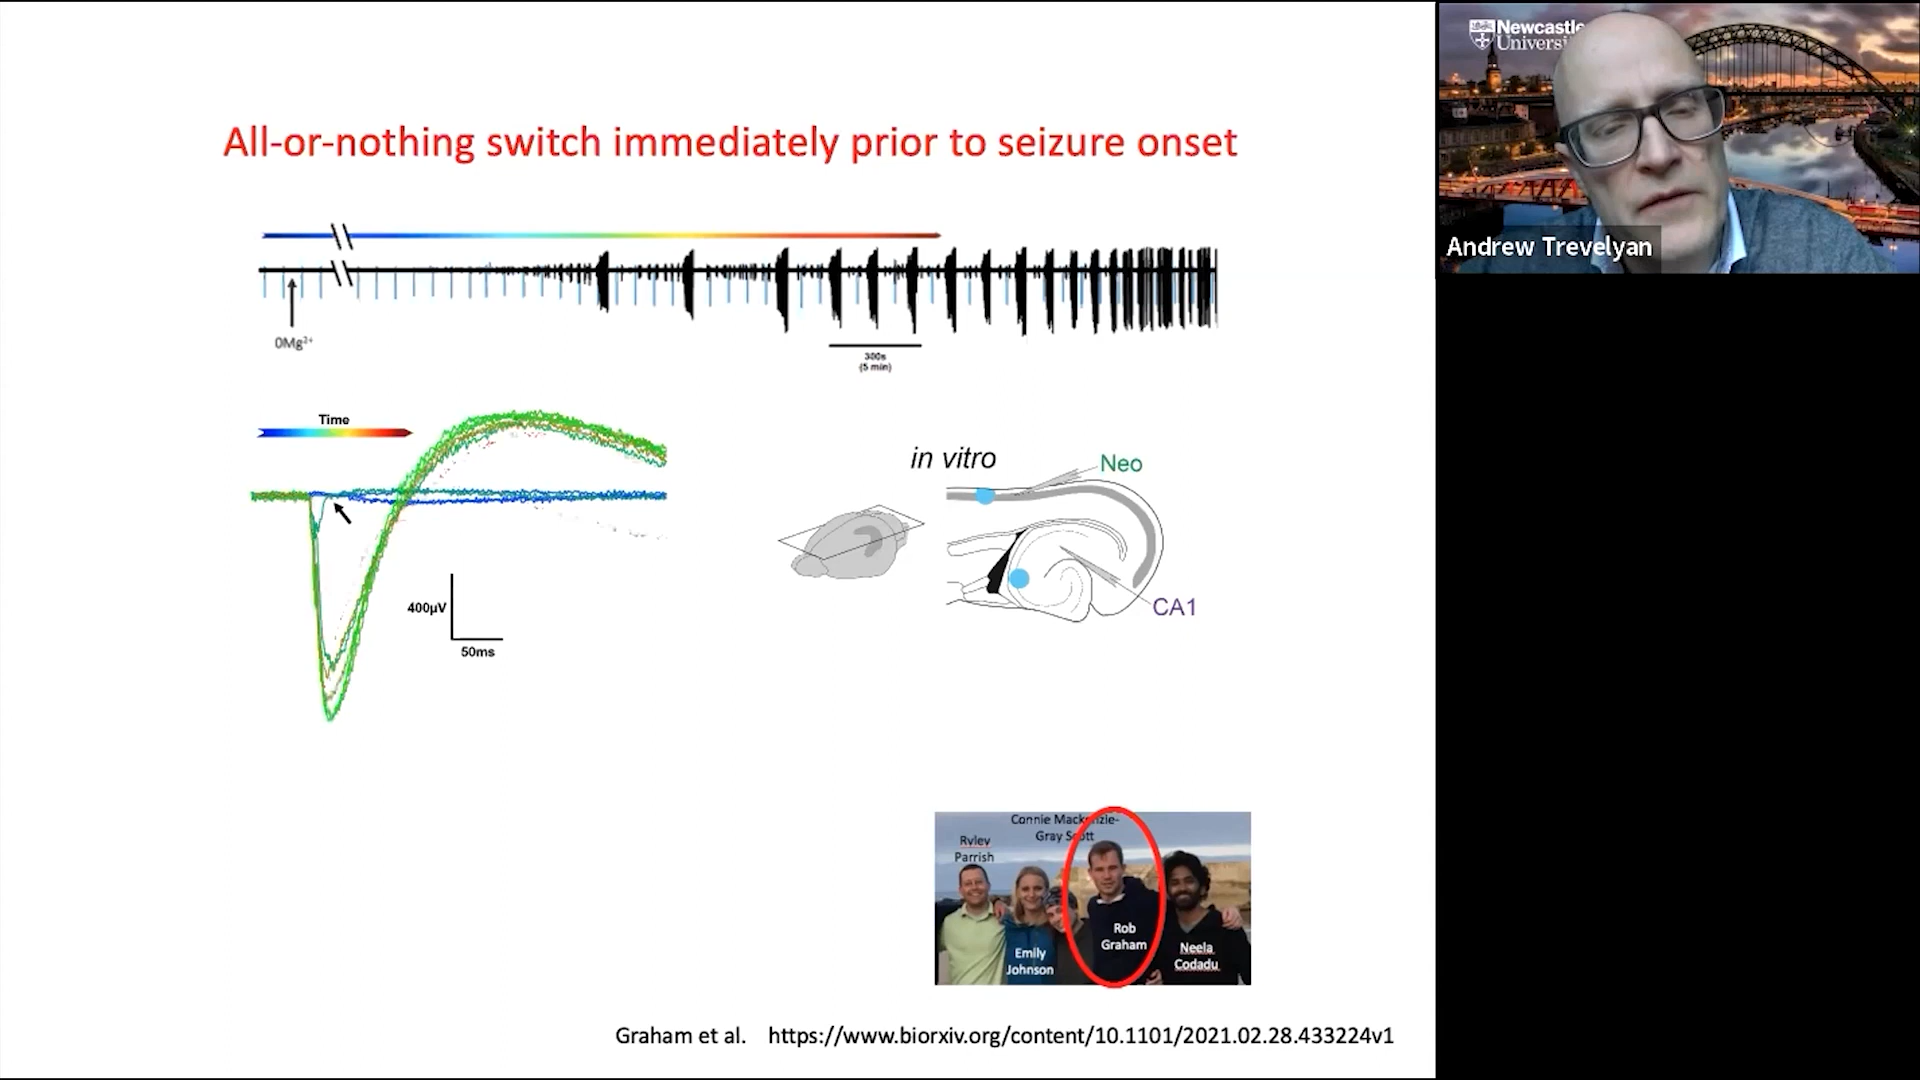 All-or-nothing switch immediately prior to seizure onset
0Mg²⁺
300s
(5 min)
Time
400µV
50ms
in vitro
Neo
CA1
Connie Mackenzie-
Gray Scott
Ryley
Parrish
Emily
Johnson
Rob
Graham
Neela
Codadu
Graham et al. https://www.biorxiv.org/content/10.1101/2021.02.28.433224v1
Newcastle
Universi
Andrew Trevelyan